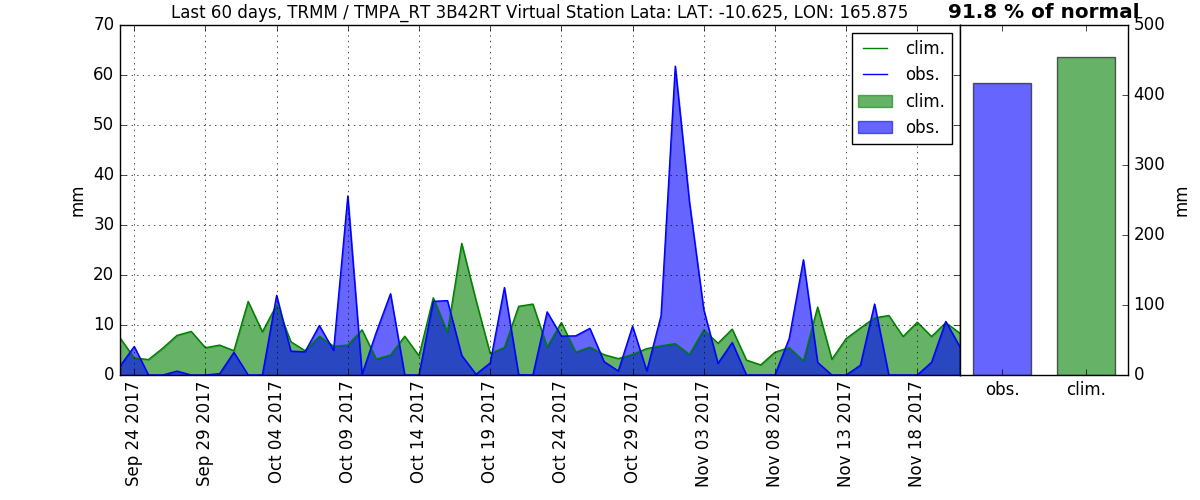 Last 60 days, TRMM / TMPA_RT 3B42RT Virtual Station Lata: LAT: -10.625, LON: 165.875
91.8 % of normal
70
60
50
40
30
20
10
0
mm
clim.
obs.
clim.
obs.
Sep 24 2017
Sep 29 2017
Oct 04 2017
Oct 09 2017
Oct 14 2017
Oct 19 2017
Oct 24 2017
Oct 29 2017
Nov 03 2017
Nov 08 2017
Nov 13 2017
Nov 18 2017
500
400
300
200
100
0
mm
obs.
clim.